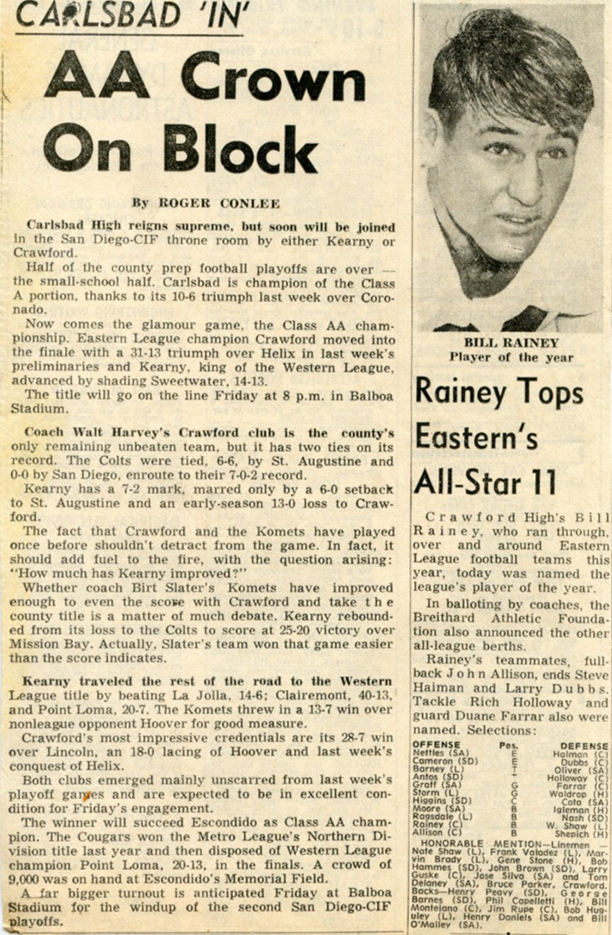 CARLSBAD 'IN'
AA Crown
On Block
By ROGER CONLEE
Carlsbad High reigns supreme, but soon will be joined
in the San Diego-CIF throne room by either Kearny or
Crawford.
Half of the county prep football playoffs are over —
the small-school half. Carlsbad is champion of the Class
A portion, thanks to its 10-6 triumph last week over Coro-
nado.
Now comes the glamour game, the Class AA cham-
pionship. Eastern League champion Crawford moved into
the finale with a 31-13 triumph over Helix in last week's
preliminaries and Kearny, king of the Western League,
advanced by shading Sweetwater, 14-13.
The title will go on the line Friday at 8 p.m. in Balboa
Stadium.
Coach Walt Harvey's Crawford club is the county's
only remaining unbeaten team, but it has two ties on its
record. The Colts were tied, 6-6, by St. Augustine and
0-0 by San Diego, enroute to their 7-0-2 record.
Kearny has a 7-2 mark, marred only by a 6-0 setback
to St. Augustine and an early-season 13-0 loss to Craw-
ford.
The fact that Crawford and the Komets have played
once before shouldn't detract from the game. In fact, it
should add fuel to the fire, with the question arising:
"How much has Kearny improved?"
Whether coach Birt Slater's Komets have improved
enough to even the score with Crawford and take the
county title is a matter of much debate. Kearny rebound-
ed from its loss to the Colts to score at 25-20 victory over
Mission Bay. Actually, Slater's team won that game easier
than the score indicates.
Kearny traveled the rest of the road to the Western
League title by beating La Jolla, 14-6; Clairemont, 40-13,
and Point Loma, 20-7. The Komets threw in a 13-7 win over
nonleague opponent Hoover for good measure.
Crawford's most impressive credentials are its 28-7 win
over Lincoln, an 18-0 lacing of Hoover and last week's
conquest of Helix.
Both clubs emerged mainly unscarred from last week's
playoff games and are expected to be in excellent con-
dition for Friday's engagement.
The winner will succeed Escondido as Class AA cham-
pion. The Cougars won the Metro League's Northern Di-
vision title last year and then disposed of Western League
champion Point Loma, 20-13, in the finals. A crowd of
9,000 was on hand at Escondido's Memorial Field.
A far bigger turnout is anticipated Friday at Balboa
Stadium for the windup of the second San Diego-CIF
playoffs.
BILL RAINEY
Player of the year
Rainey Tops
Eastern's
All-Star 11
Crawford High's Bill
Rainey, who ran through,
over and around Eastern
League football teams this
year, today was named the
league's player of the year.
In balloting by coaches, the
Breithard Athletic Founda-
tion also announced the other
all-league berths.
Rainey's teammates, full-
back John Allison, ends Steve
Haiman and Larry Dubbs.
Tackle Rich Holloway and
guard Duane Farrar also were
named. Selections:
OFFENSE Pos. DEFENSE
Nettles (SA) E Haiman (C)
Cameron (SD) E Dubbs (C)
Barney (L) T Oliver (SA)
Antos (SD) T Holloway (C)
Graff (SA) G Farrar (C)
Storm (L) G Waldrop (H)
Higgins (SD) C Cota (SA)
Moore (SA) B Igleman (H)
Ragsdale (L) B Nash (SD)
Rainey (C) B W. Shaw (L)
Allison (C) B Shepich (H)
HONORABLE MENTION—Linemen —
Nate Shaw (L), Frank Valadez (L), Mar-
vin Brady (L), Gene Stone (H), Bob
Hammes (SD), John Brown (SD), Larry
Guske (C), Jose Silva (SA) and Tom
Delaney (SA), Bruce Parker, Crawford.
Backs—Henry Peavy (SD), George
Barnes (SD), Phil Capelletti (H), Bill
Monteiano (C), Jim Rupe (C), Bob Hug-
uley (L), Henry Daniels (SA) and Bill
O'Malley (SA).